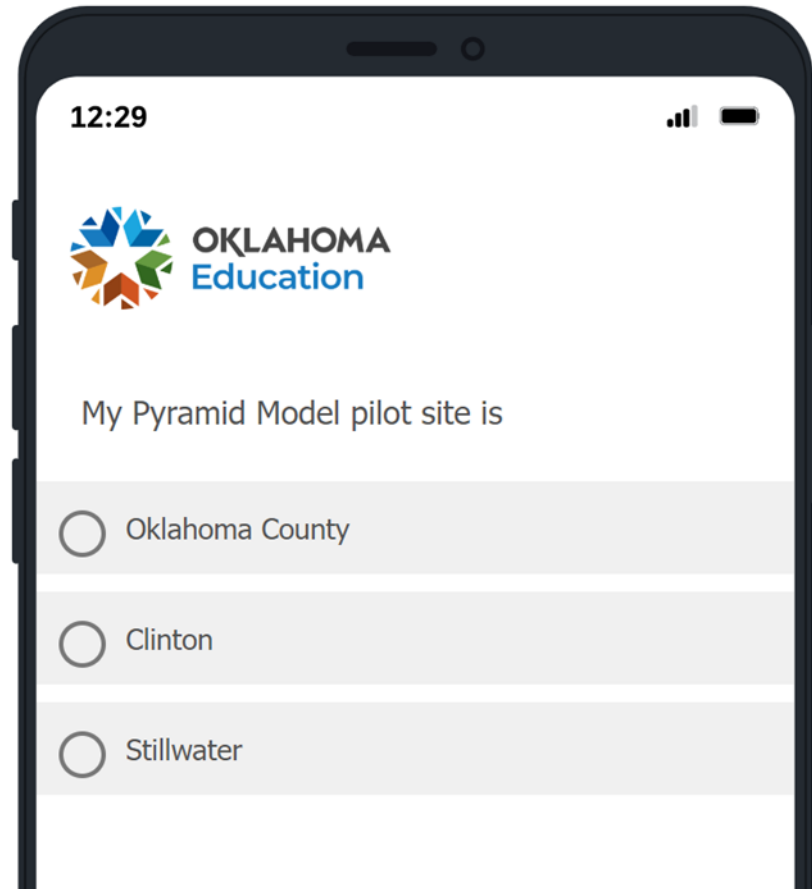 12:29
OKLAHOMA
Education
My Pyramid Model pilot site is
Oklahoma County
Clinton
Stillwater